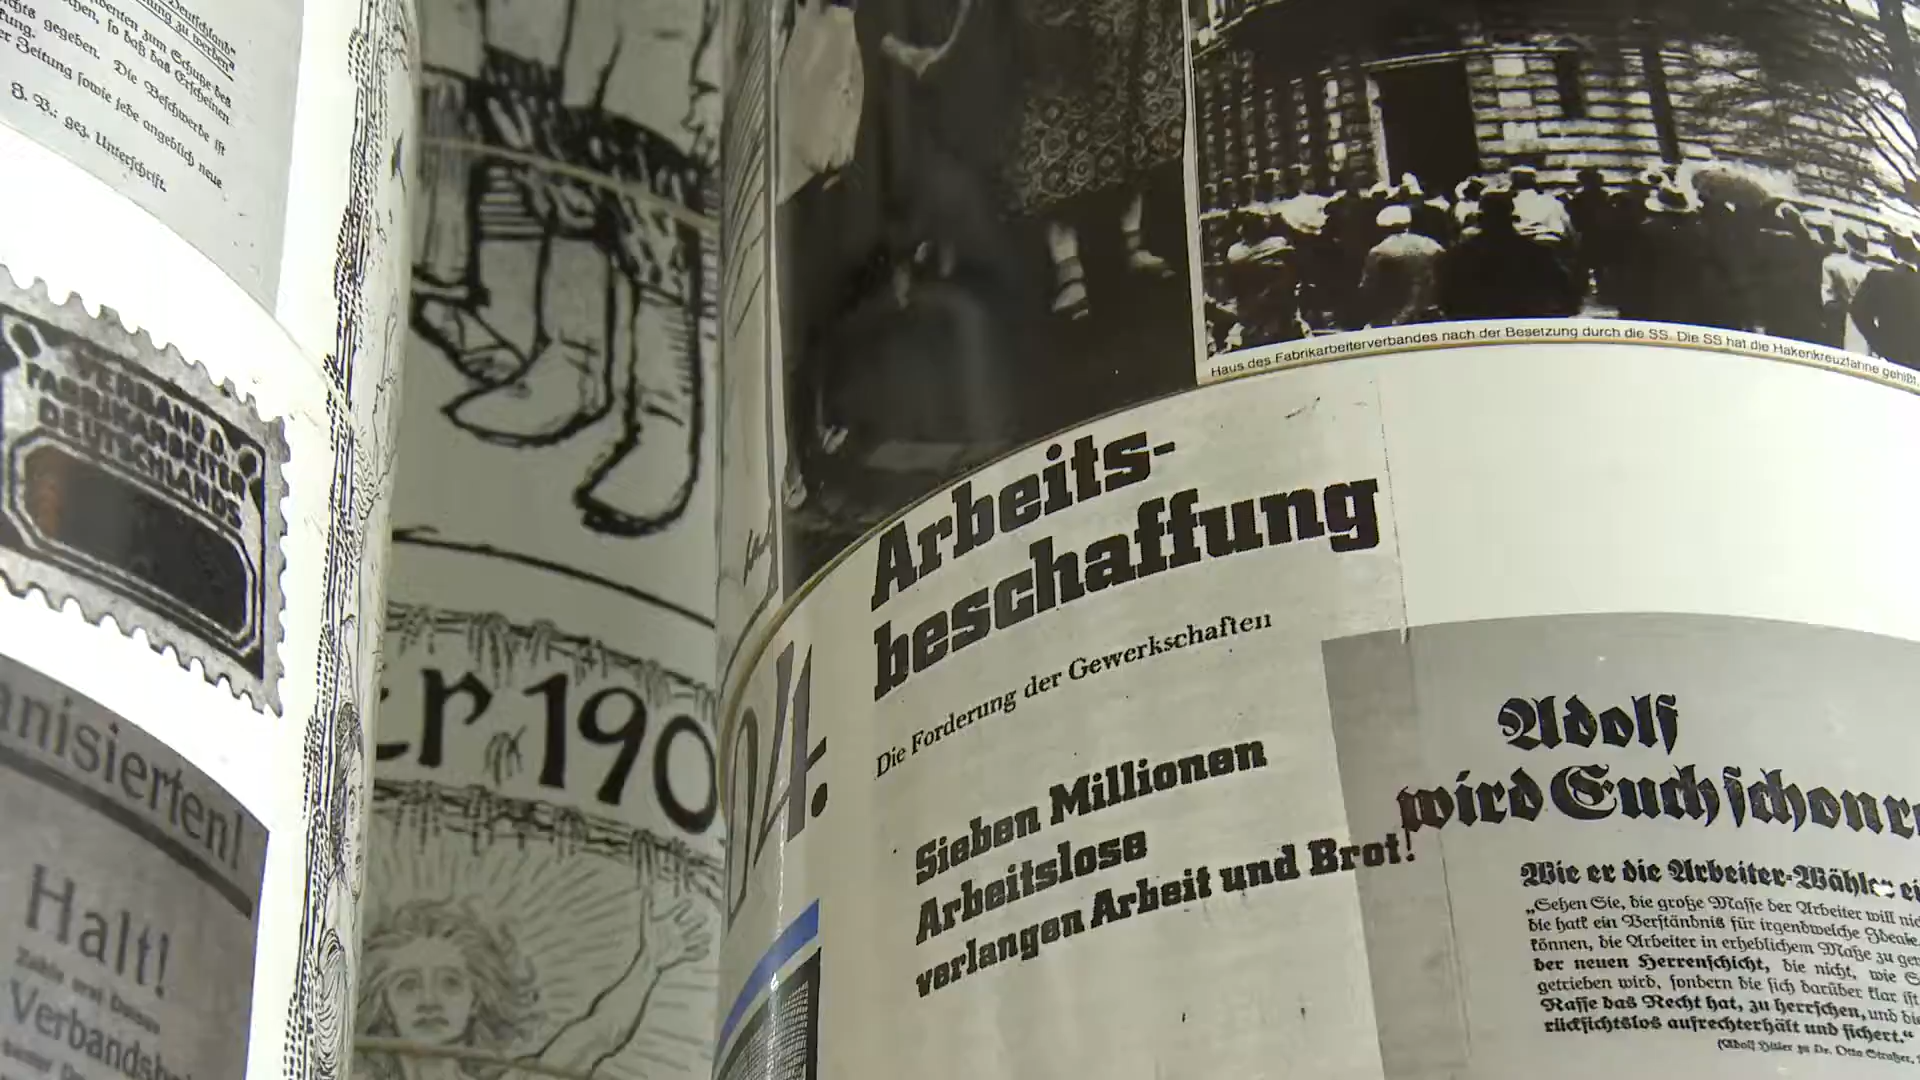 Deutschland"
zu werben"
benten zum Schutze des
chen, so daß das Erscheinen
gegeben. Die Beschwerde ist
er Zeitung sowie jede angeblich neue
J. V.: gez. Unterschrift.
VERBAND D.
FABRIKARBEITER
DEUTSCHLANDS
anisierten!
Halt!
Verbandsb
er 190
04.
Haus des Fabrikarbeiterverbandes nach der Besetzung durch die SS. Die SS hat die Hakenkreuzfahne gehißt.
Arbeits-
beschaffung
Die Forderung der Gewerkschaften
Sieben Millionen
Arbeitslose
verlangen Arbeit und Brot!
Adolf
wird Euch schon
Wie er die Arbeiter-Wähler ei
„Sehen Sie, die große Masse der Arbeiter will
die hat kein Verständnis für irgendwelche Ideale
können, die Arbeiter in erheblichem Maße zu
der neuen Herrenschicht, die nicht, wie
getrieben wird, sondern die sich darüber klar ist
Rasse das Recht hat, zu herrschen, und
rücksichtslos aufrechterhält und sichert."
(Adolf Hitler zu Dr. Otto Straßer,